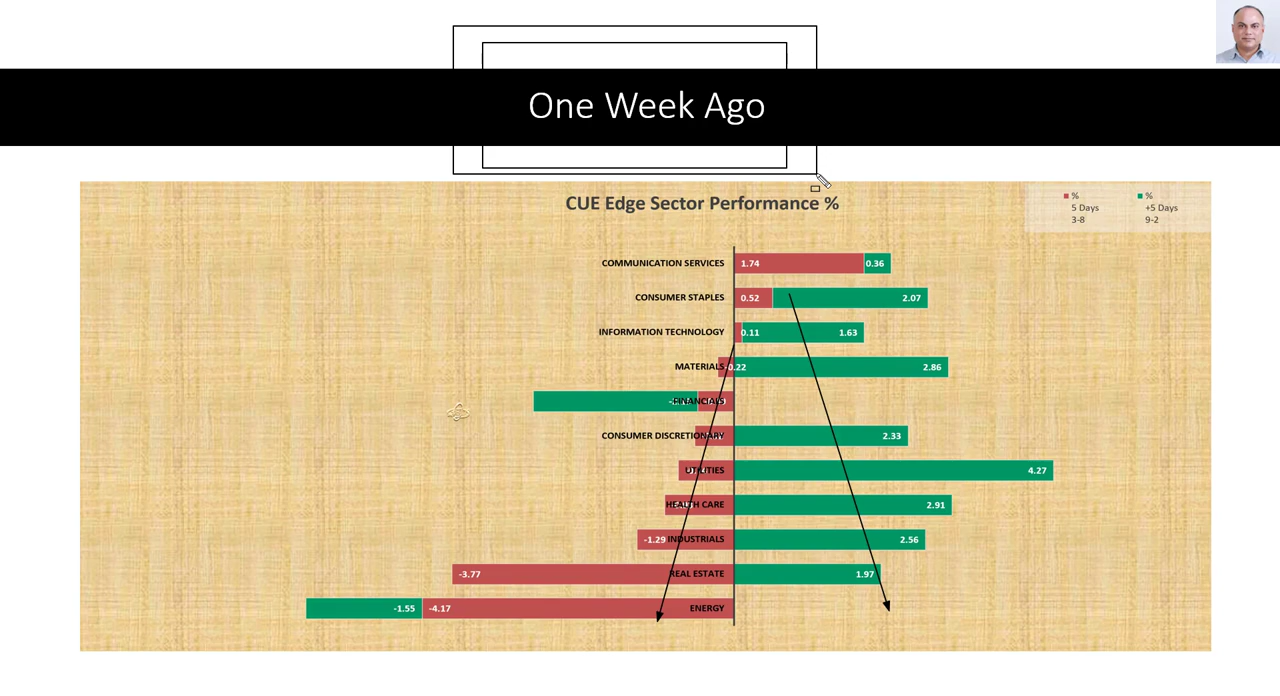 One Week Ago
CUE Edge Sector Performance %
% %
5 Days +5 Days
3-8 9-2
COMMUNICATION SERVICES 1.74 0.36
CONSUMER STAPLES 0.52 2.07
INFORMATION TECHNOLOGY 0.11 1.63
MATERIALS 0.22 2.86
FINANCIALS
CONSUMER DISCRETIONARY 2.33
UTILITIES 4.27
HEALTH CARE 2.91
-1.29 INDUSTRIALS 2.56
-3.77 REAL ESTATE 1.97
-1.55 -4.17 ENERGY